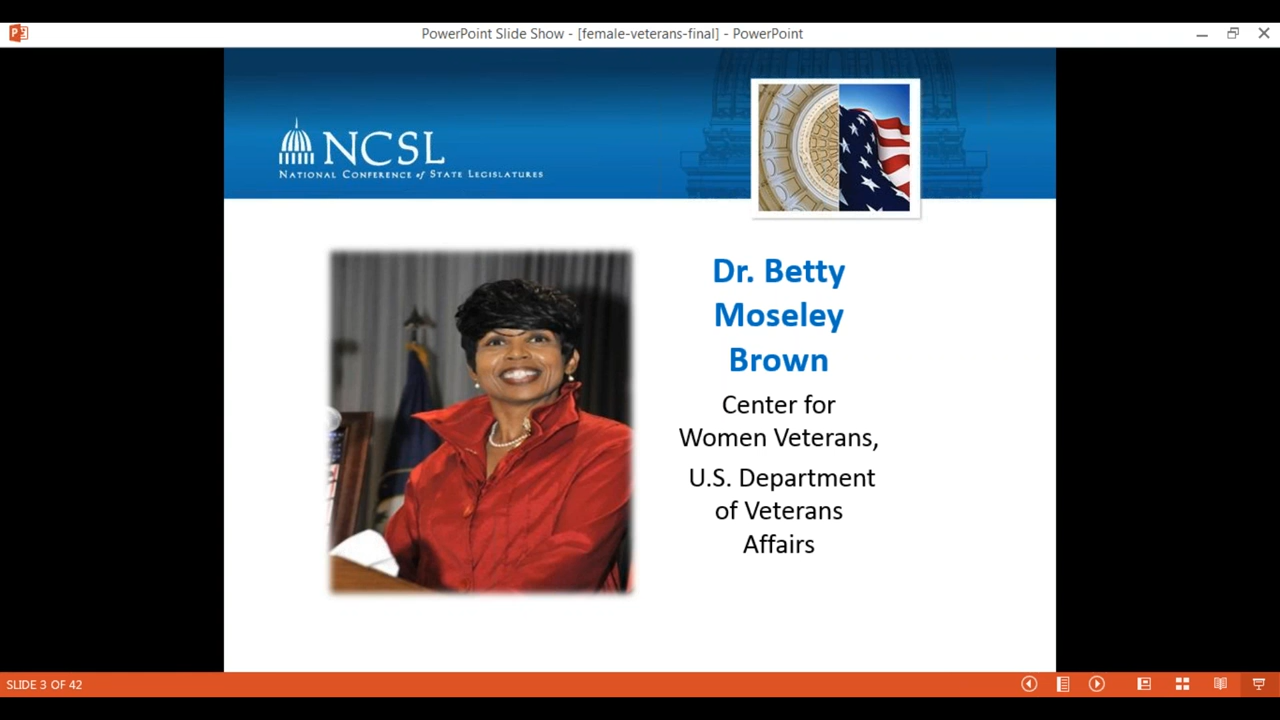 PowerPoint Slide Show - [female-veterans-final] - PowerPoint
NCSL
NATIONAL CONFERENCE of STATE LEGISLATURES
Dr. Betty
Moseley
Brown
Center for
Women Veterans,
U.S. Department
of Veterans
Affairs
SLIDE 3 OF 42